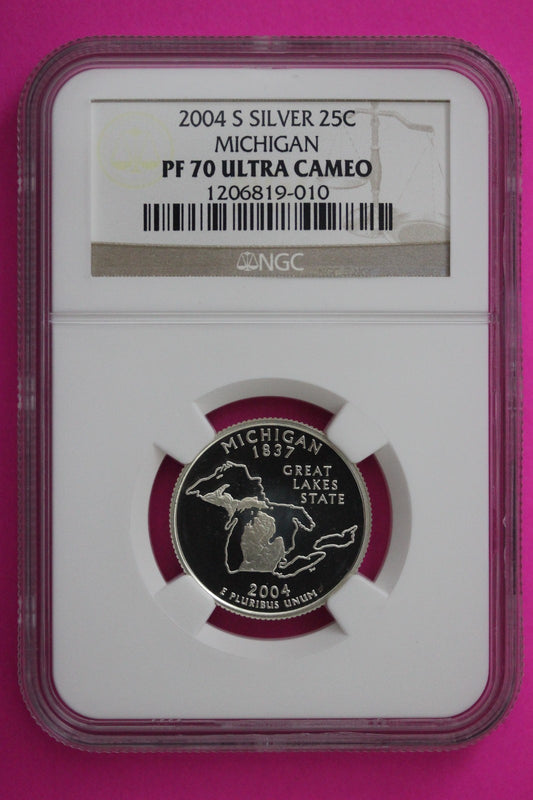 2004 S SILVER 25C
MICHIGAN
PF 70 ULTRA CAMEO
1206819-010
NGC
MICHIGAN
1837
GREAT
LAKES
STATE
2004
E PLURIBUS UNUM